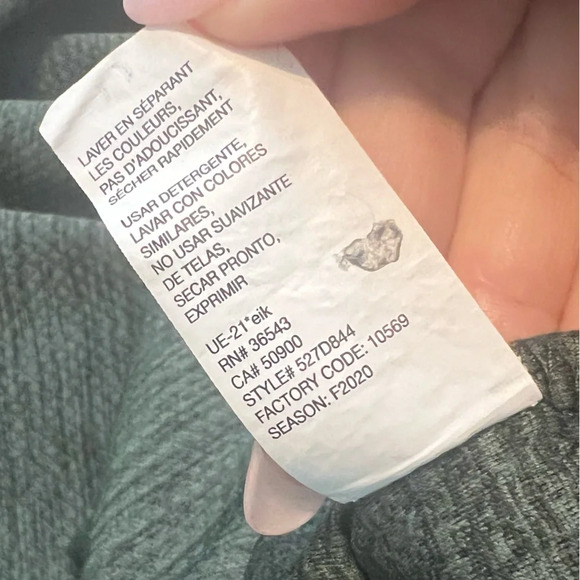 LAVER EN SÉPARANT
LES COULEURS,
PAS D'ADOUCISSANT,
SÉCHER RAPIDEMENT
USAR DETERGENTE,
LAVAR CON COLORES
SIMILARES,
NO USAR SUAVIZANTE
DE TELAS,
SECAR PRONTO,
EXPRIMIR
UE-21*eik
RN# 36543
CA# 50900
STYLE# 527D844
FACTORY CODE: 10569
SEASON: F2020